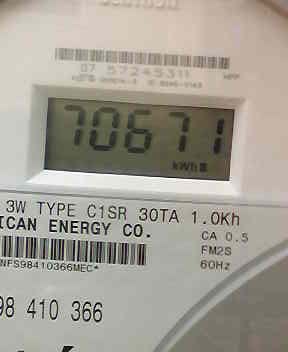 07 57245311
70671
kWh
3W TYPE C1SR 30TA 1.0Kh
ICAN ENERGY CO.
CA 0.5
FM2S
NFS98410366MEC*
60Hz
98 410 366